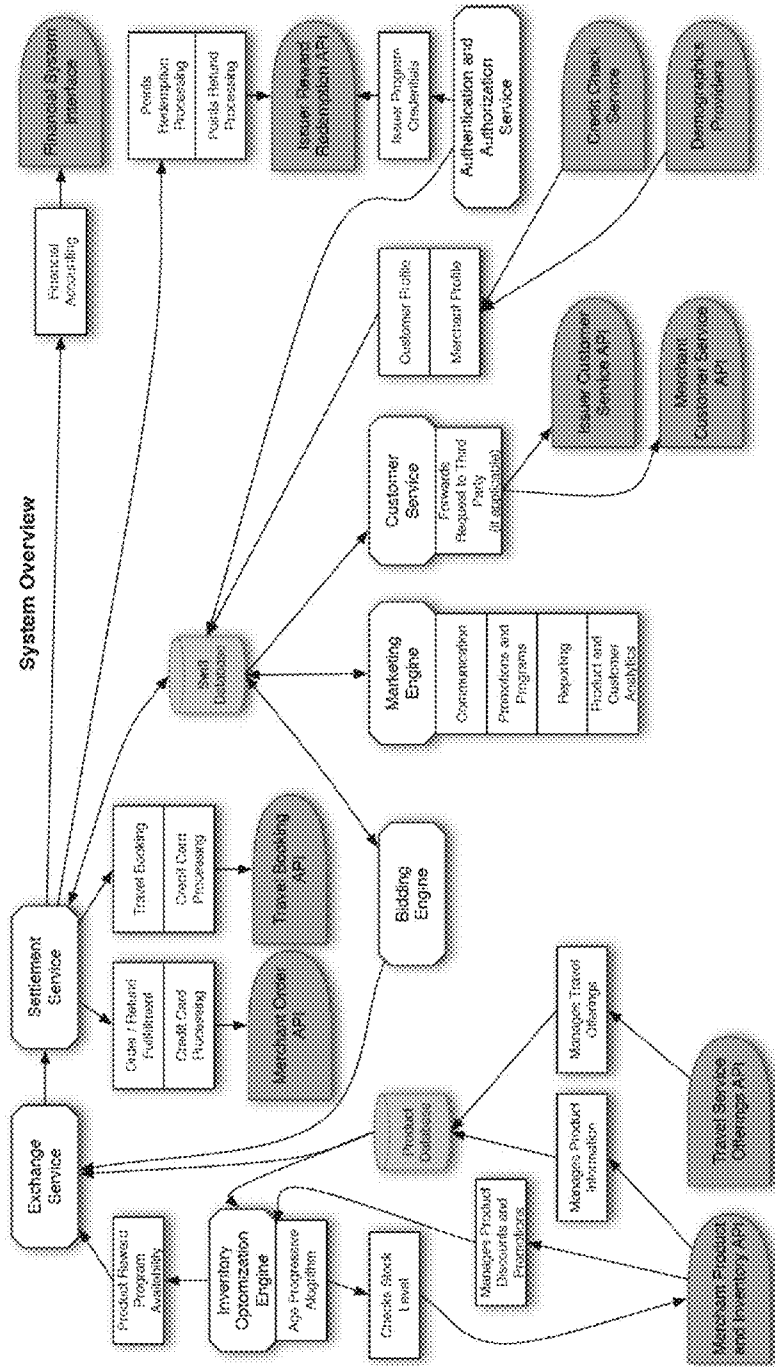 System Overview
Exchange
Service
Settlement
Service
Financial
Accounting
Financial System
Interface
Product Reward
Program
Availability
Order / Refund
Fulfillment
Credit Card
Processing
Merchant Order
API
Travel Booking
Credit Card
Processing
Travel Booking
API
Points
Redemption
Processing
Points Refund
Processing
Issuer Reward
Redemption API
Issuer Program
Credentials
Authentication and
Authorization
Service
Inventory
Optomization
Engine
Age Progressive
Alogrithm
Checks Stock
Level
Product
Database
Database
Bidding
Engine
Marketing
Engine
Communication
Promotions and
Programs
Reporting
Product and
Customer
Analytics
Customer
Service
Forwards
Request to Third
Party
(if applicable)
Customer Profile
Merchant Profile
Credit Check
Service
Demographics
Providers
Issuer Customer
Service API
Merchant
Customer Service
API
Manages Product
Discounts and
Promotions
Manages Product
Information
Manages Travel
Offerings
Merchant Product
and Inventory API
Travel Service
Offerings API